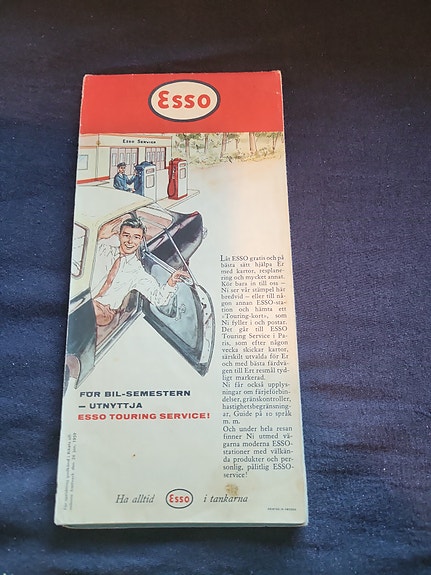 Esso
ESSO SERVICE
Låt ESSO gratis och på
bästa sätt hjälpa Er
med kartor, resplane-
ring och mycket annat.
Kör bara in till oss –
Ni ser vår stämpel här
bredvid – eller till nå-
gon annan ESSO-sta-
tion och hämta ett
«Touring-kort», som
Ni fyller i och postar.
Det går till ESSO
Touring Service i Pa-
ris, som efter någon
vecka skickar kartor,
särskilt utvalda för Er
och med bästa färdvä-
gen till Ert resmål tyd-
ligt markerad.
Ni får också upplys-
ningar om färjeförbin-
delser, gränskontroller,
hastighetsbegränsning-
ar, Guide på 10 språk
m. m.
Och under hela resan
finner Ni utmed vä-
garna moderna ESSO-
stationer med välkän-
da produkter och per-
sonlig, pålitlig ESSO-
service!
FÖR BIL-SEMESTERN
– UTNYTTJA
ESSO TOURING SERVICE!
Ha alltid Esso i tankarna